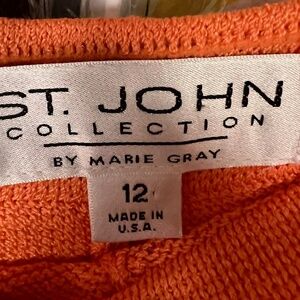 ST. JOHN
COLLECTION
BY MARIE GRAY
12
MADE IN
U.S.A.